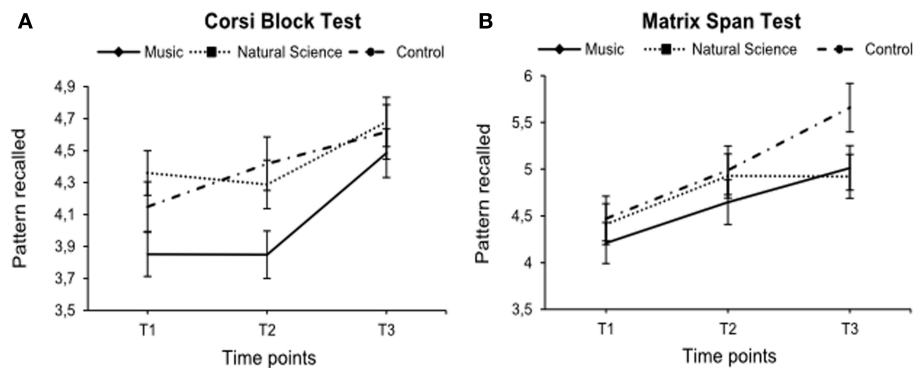 A
Corsi Block Test
Music Natural Science Control
4,9
4,7
4,5
4,3
4,1
3,9
3,7
3,5
Pattern recalled
T1 T2 T3
Time points
B
Matrix Span Test
Music Natural Science Control
6
5,5
5
4,5
4
3,5
Pattern recalled
T1 T2 T3
Time points